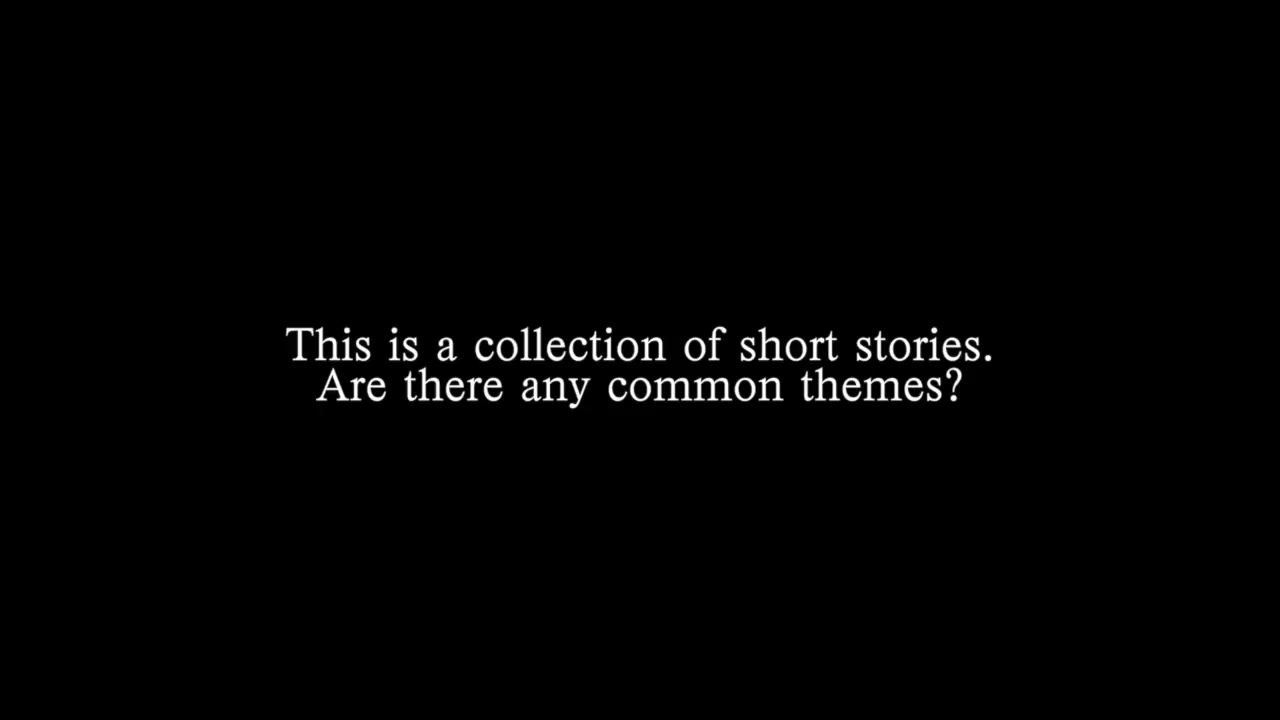 This is a collection of short stories.
Are there any common themes?